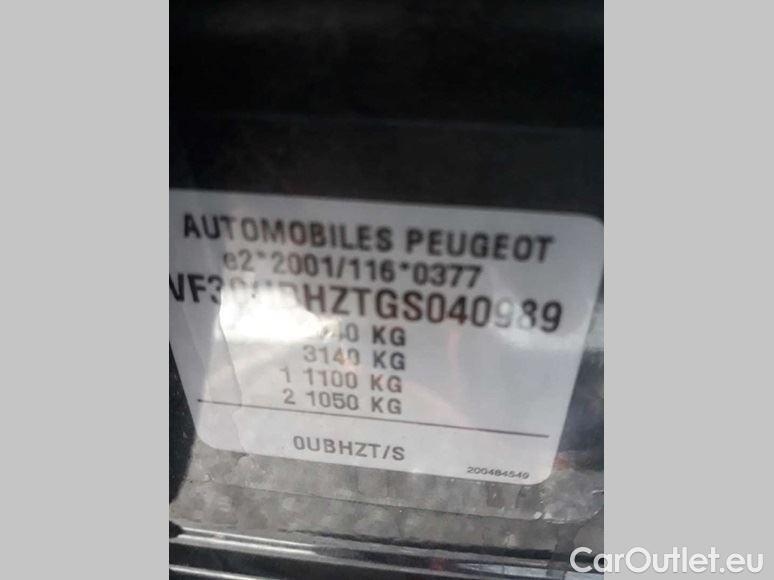 AUTOMOBILES PEUGEOT
e2*2001/116*0377
3140 KG
1 1100 KG
2 1050 KG
0UBHZT/S
200484549
CarOutlet.eu